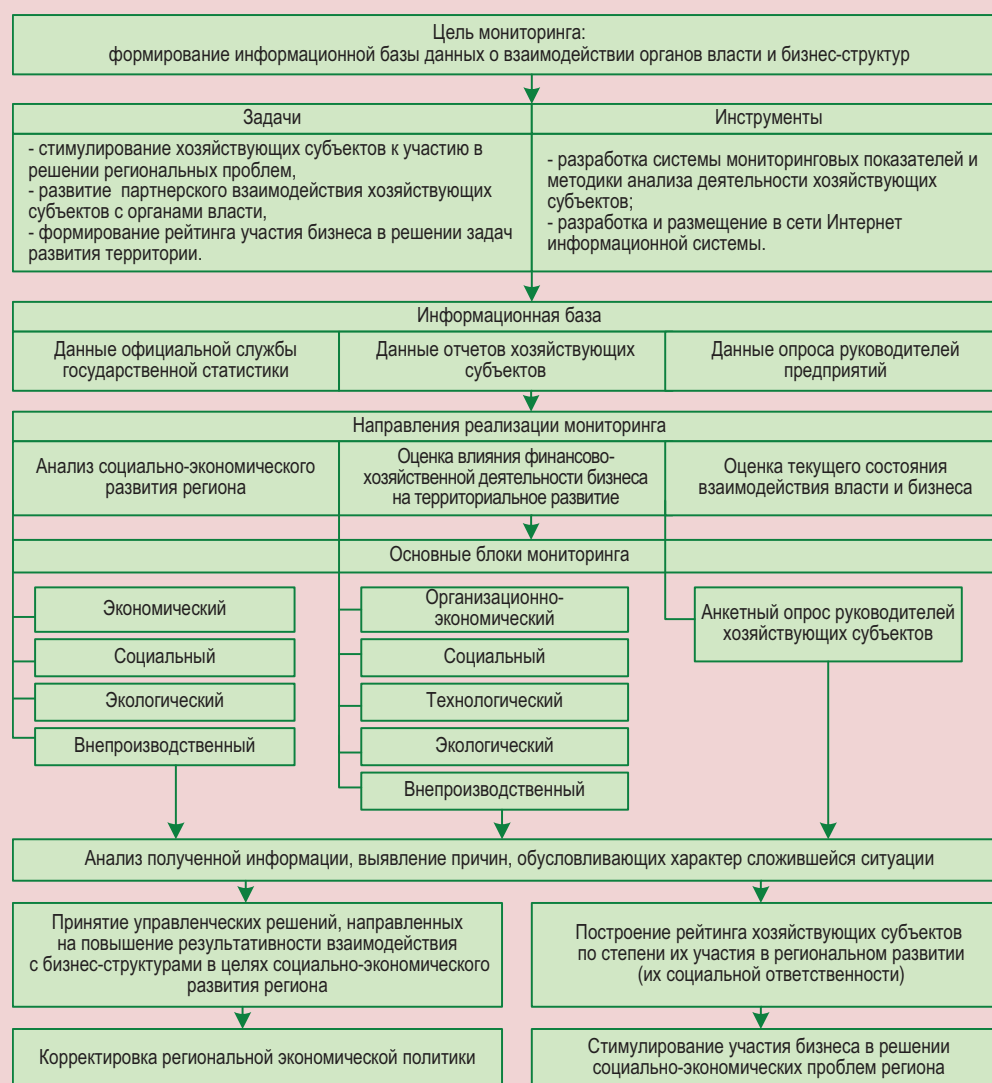 Цель мониторинга:
формирование информационной базы данных о взаимодействии органов власти и бизнес-структур
Задачи
- стимулирование хозяйствующих субъектов к участию в
решении региональных проблем,
- развитие партнерского взаимодействия хозяйствующих
субъектов с органами власти,
- формирование рейтинга участия бизнеса в решении задач
развития территории.
Инструменты
- разработка системы мониторинговых показателей и
методики анализа деятельности хозяйствующих
субъектов;
- разработка и размещение в сети Интернет
информационной системы.
Информационная база
Данные официальной службы
государственной статистики
Данные отчетов хозяйствующих
субъектов
Данные опроса руководителей
предприятий
Направления реализации мониторинга
Анализ социально-экономического
развития региона
Оценка влияния финансово-
хозяйственной деятельности бизнеса
на территориальное развитие
Оценка текущего состояния
взаимодействия власти и бизнеса
Основные блоки мониторинга
Экономический
Социальный
Экологический
Внепроизводственный
Организационно-
экономический
Социальный
Технологический
Экологический
Внепроизводственный
Анкетный опрос руководителей
хозяйствующих субъектов
Анализ полученной информации, выявление причин, обусловливающих характер сложившейся ситуации
Принятие управленческих решений, направленных
на повышение результативности взаимодействия
с бизнес-структурами в целях социально-экономического
развития региона
Построение рейтинга хозяйствующих субъектов
по степени их участия в региональном развитии
(их социальной ответственности)
Корректировка региональной экономической политики
Стимулирование участия бизнеса в решении
социально-экономических проблем региона